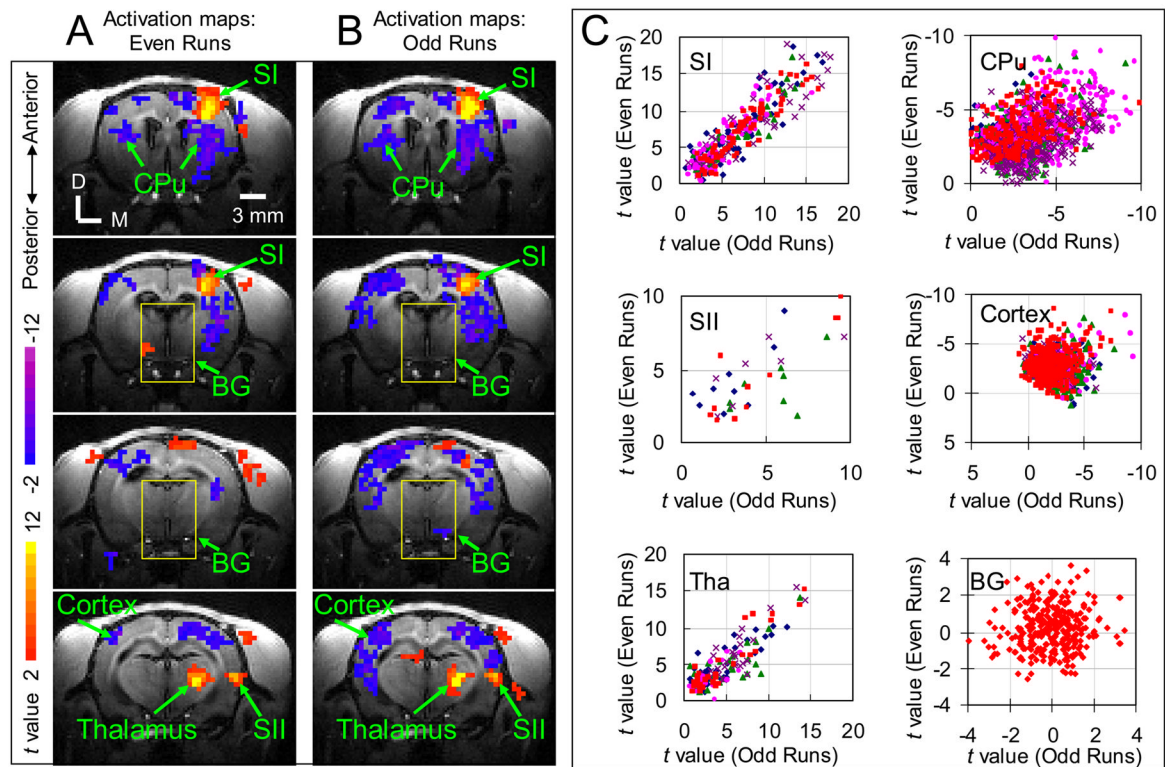 A
Activation maps:
Even Runs
B
Activation maps:
Odd Runs
C
Anterior
Posterior
-12
-2
12
2
t value
SI
CPu
D
M
3 mm
SI
CPu
SI
BG
SI
BG
BG
BG
Cortex
Thalamus
SII
Cortex
Thalamus
SII
SI
t value (Even Runs)
20
15
10
5
0
0 5 10 15 20
t value (Odd Runs)
CPu
t value (Even Runs)
-10
-5
0
0 -5 -10
t value (Odd Runs)
SII
t value (Even Runs)
10
5
0
0 5 10
t value (Odd Runs)
Cortex
t value (Even Runs)
-10
-5
0
5
5 0 -5 -10
t value (Odd Runs)
Tha
t value (Even Runs)
20
15
10
5
0
0 5 10 15 20
t value (Odd Runs)
BG
t value (Even Runs)
4
2
0
-2
-4
-4 -2 0 2 4
t value (Odd Runs)